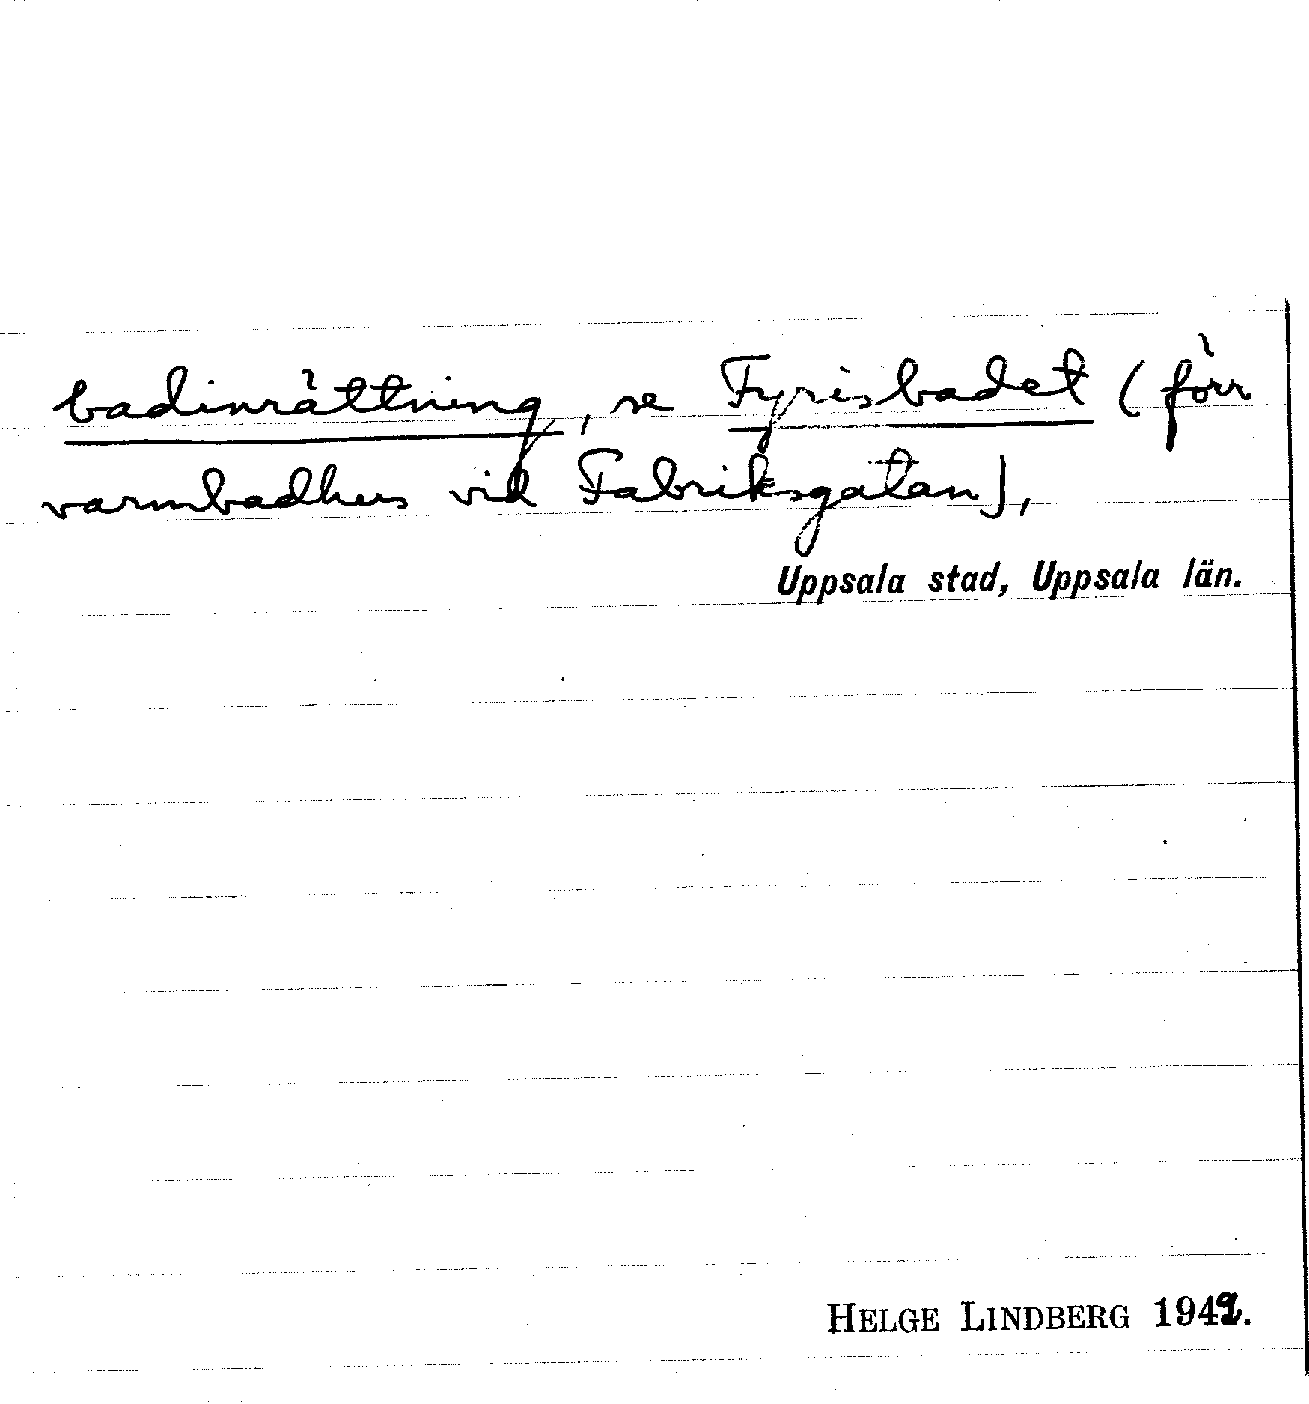 badinrättning, se Fyrisbadet (förr
varmbadhus vid Fabriksgatan),
Uppsala stad, Uppsala län.
HELGE LINDBERG 1942.